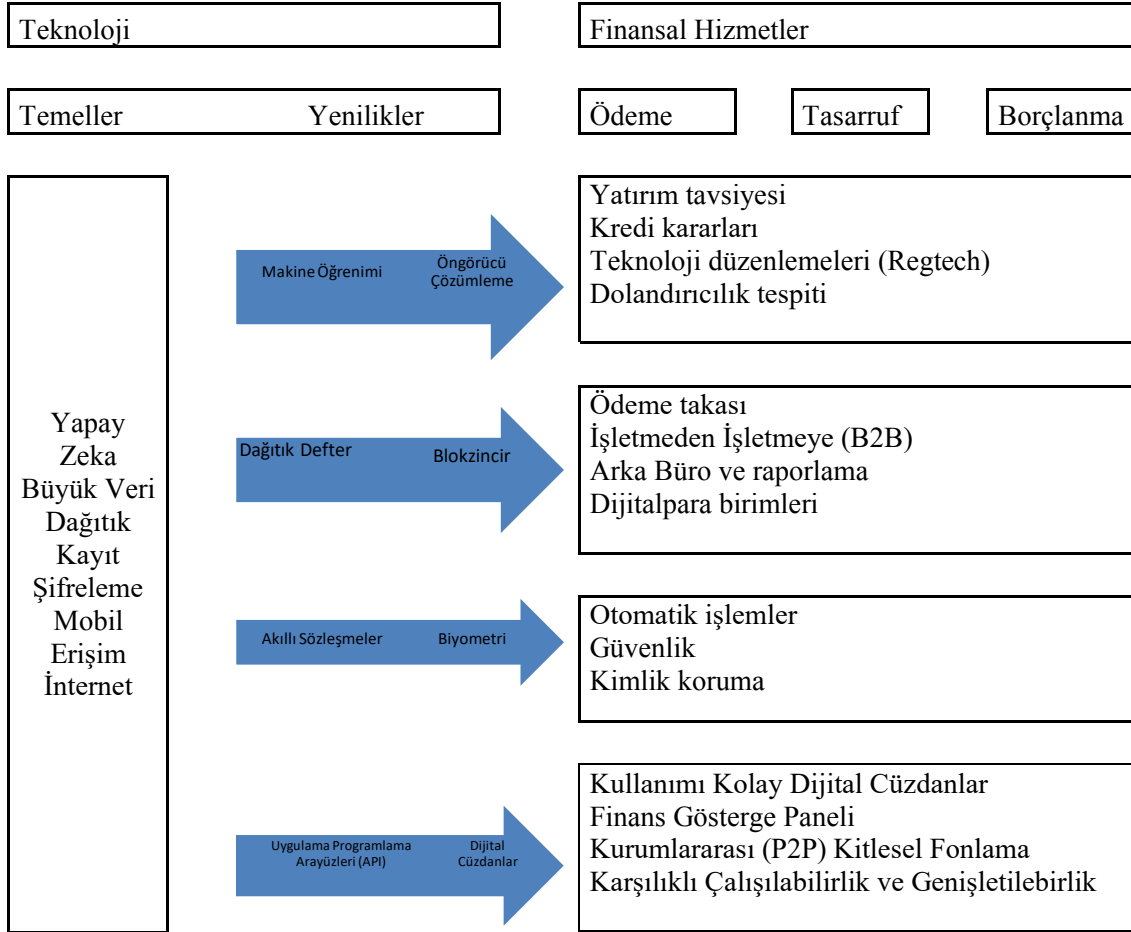 Teknoloji
Finansal Hizmetler
Temeller Yenilikler
Ödeme
Tasarruf
Borçlanma
Yapay
Zeka
Büyük Veri
Dağıtık
Kayıt
Şifreleme
Mobil
Erişim
İnternet
Makine Öğrenimi
Öngörücü
Çözümleme
Yatırım tavsiyesi
Kredi kararları
Teknoloji düzenlemeleri (Regtech)
Dolandırıcılık tespiti
Dağıtık Defter
Blokzincir
Ödeme takası
İşletmeden İşletmeye (B2B)
Arka Büro ve raporlama
Dijitalpara birimleri
Akıllı Sözleşmeler
Biyometri
Otomatik işlemler
Güvenlik
Kimlik koruma
Uygulama Programlama
Arayüzleri (API)
Dijital
Cüzdanlar
Kullanımı Kolay Dijital Cüzdanlar
Finans Gösterge Paneli
Kurumlararası (P2P) Kitlesel Fonlama
Karşılıklı Çalışılabilirlik ve Genişletilebirlik